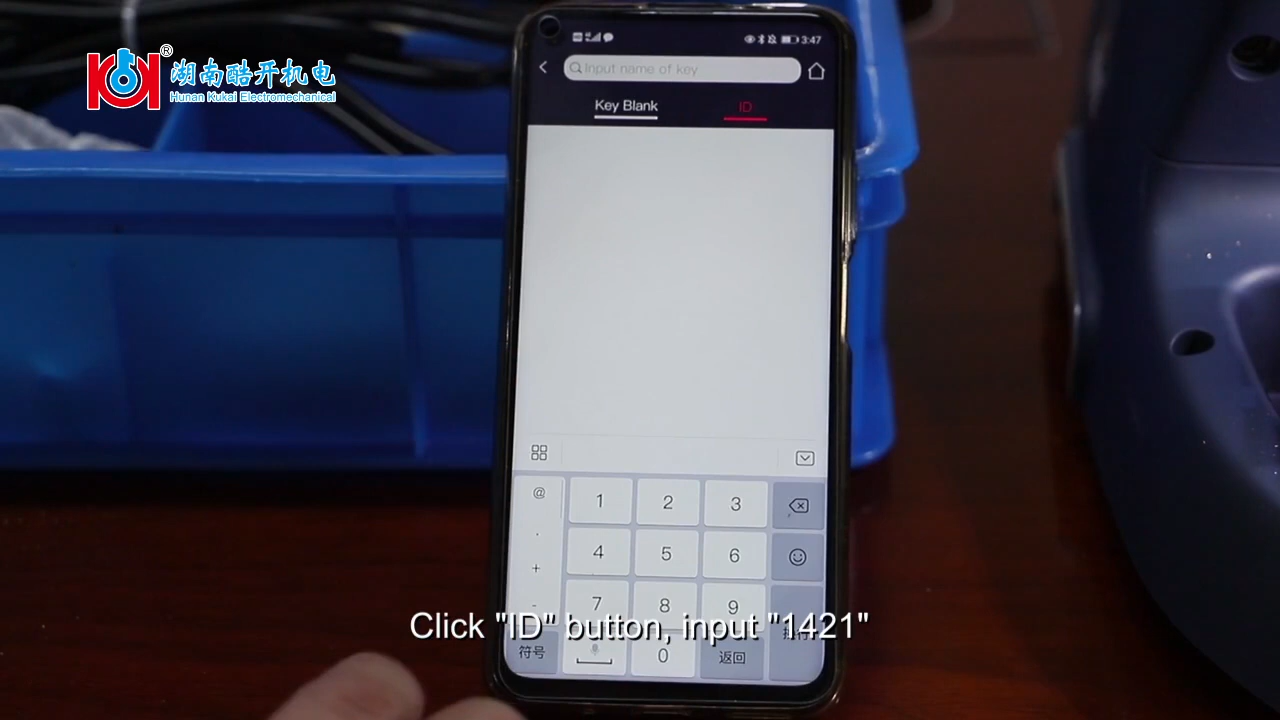 湖南酷开机电
Hunan Kukai Electromechanical
®
3:47
Input name of key
Key Blank
ID
@
1 2 3
.
+
4 5 6
-
7 8 9
Click "ID" button, input "1421"
符号
0
返回